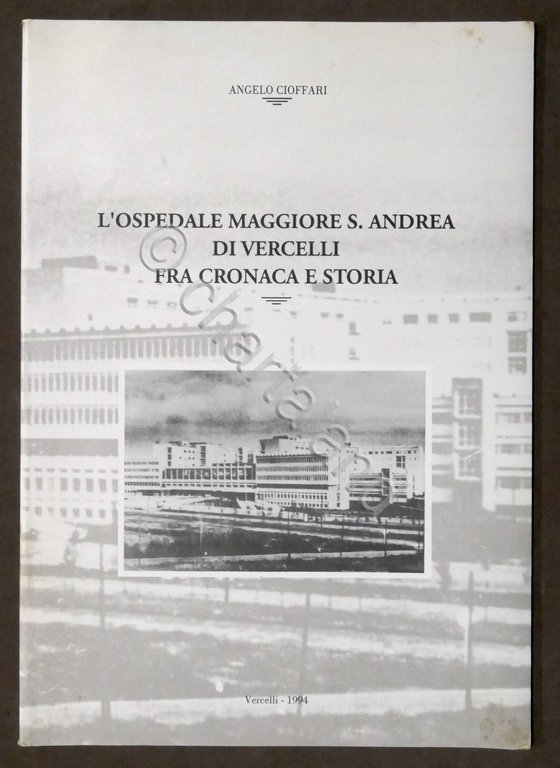 ANGELO CIOFFARI
L'OSPEDALE MAGGIORE S. ANDREA
DI VERCELLI
FRA CRONACA E STORIA
Vercelli - 1994